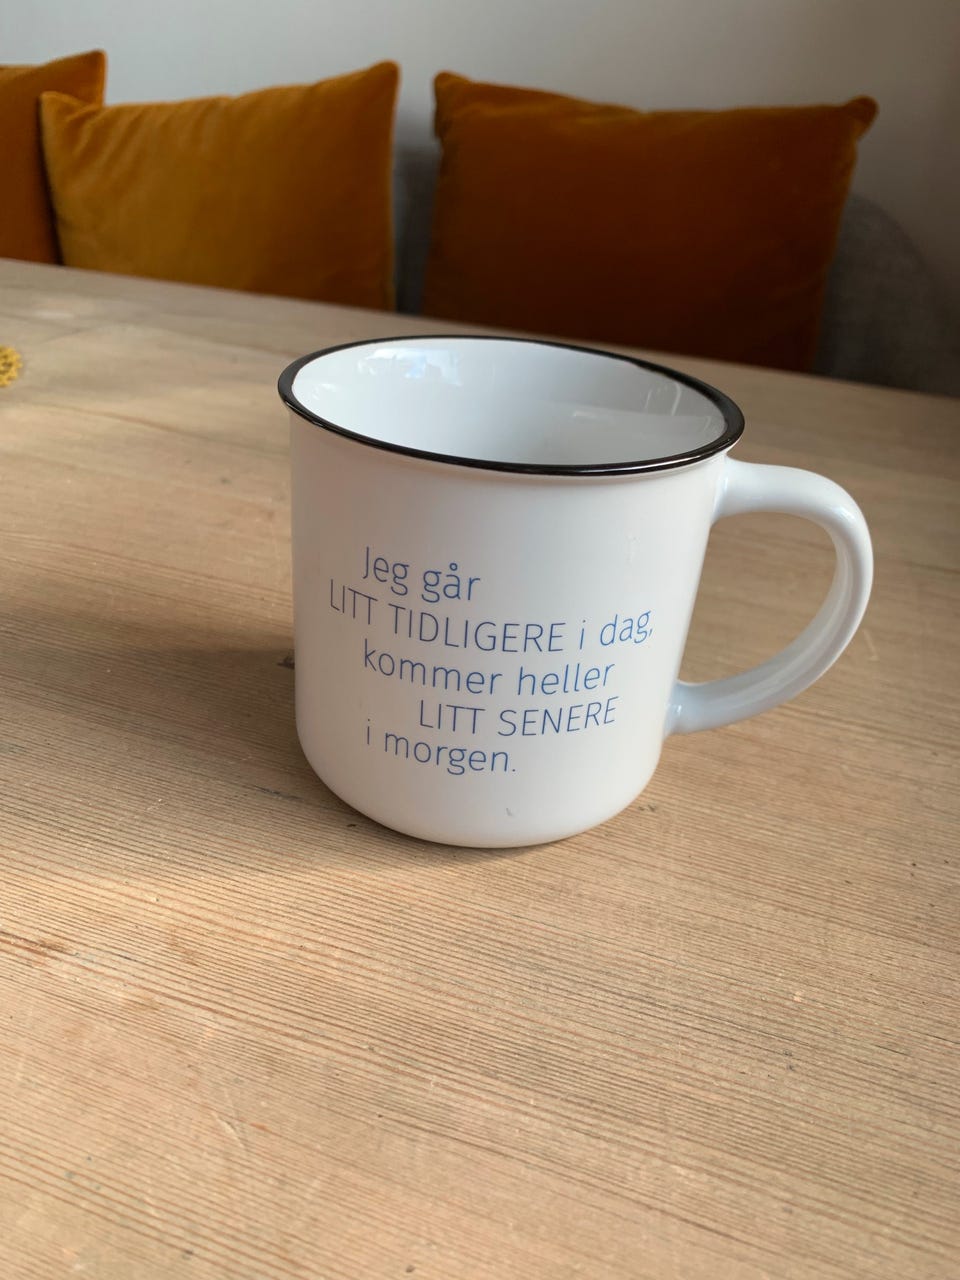 Jeg går
LITT TIDLIGERE i dag,
kommer heller
LITT SENERE
i morgen.